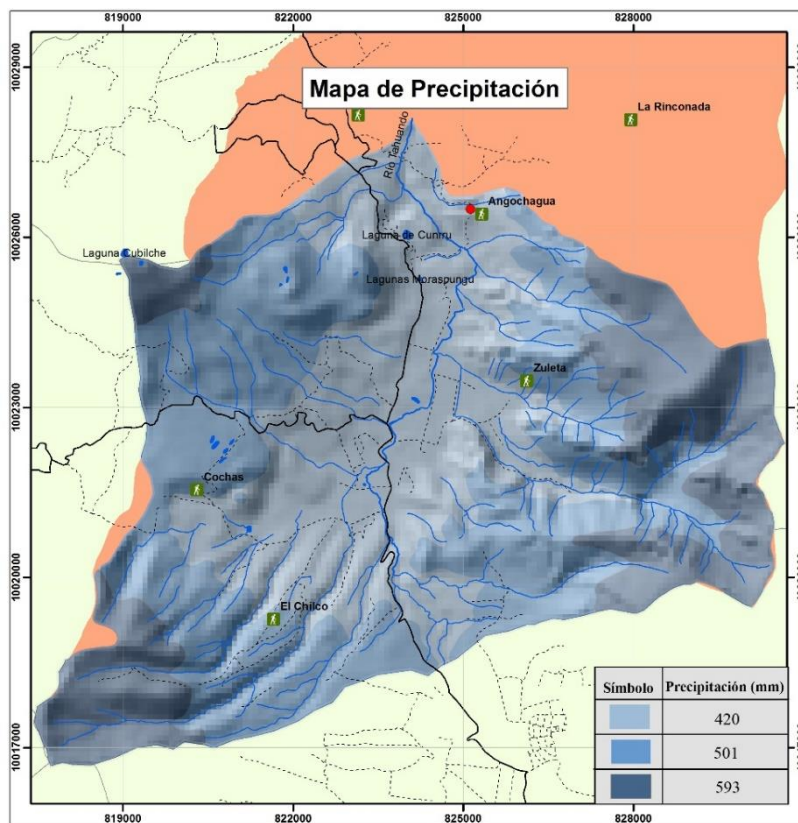 819000 822000 825000 828000
10029000
Mapa de Precipitación
La Rinconada
Río Tahuando
Angochagua
10026000
Laguna de Cunrru
Laguna Cubilche
Lagunas Moraspungu
Zuleta
10023000
Cochas
10020000
El Chilco
Símbolo Precipitación (mm)
420
501
593
10017000
819000 822000 825000 828000